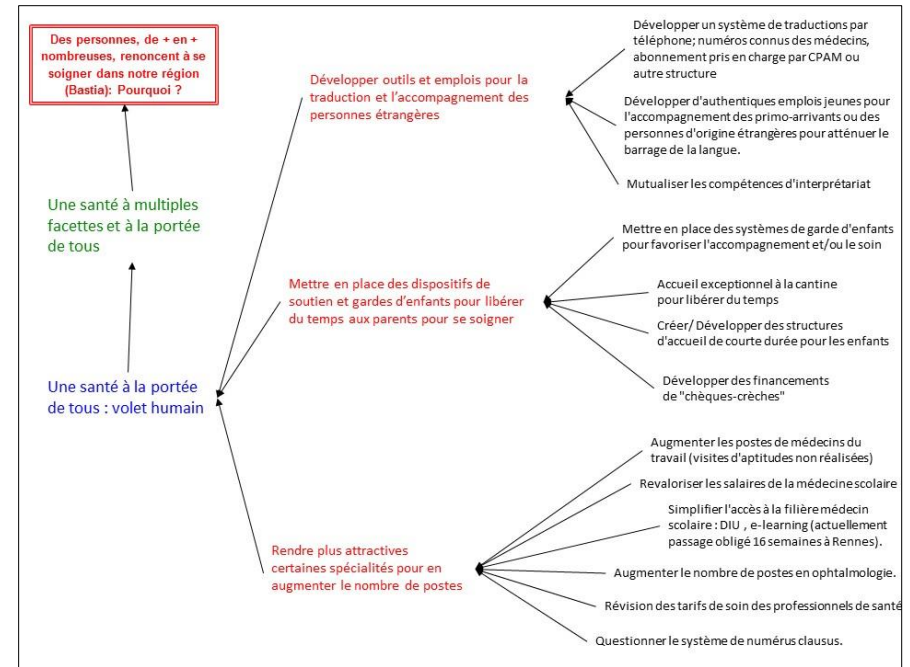 Des personnes, de + en +
nombreuses, renoncent à se
soigner dans notre région
(Bastia): Pourquoi ?
Une santé à multiples
facettes et à la portée
de tous
Une santé à la portée
de tous : volet humain
Développer outils et emplois pour la
traduction et l'accompagnement des
personnes étrangères
Mettre en place des dispositifs de
soutien et gardes d'enfants pour libérer
du temps aux parents pour se soigner
Rendre plus attractives
certaines spécialités pour en
augmenter le nombre de postes
Développer un système de traductions par
téléphone; numéros connus des médecins,
abonnement pris en charge par CPAM ou
autre structure
Développer d'authentiques emplois jeunes pour
l'accompagnement des primo-arrivants ou des
personnes d'origine étrangères pour atténuer le
barrage de la langue.
Mutualiser les compétences d'interprétariat
Mettre en place des systèmes de garde d'enfants
pour favoriser l'accompagnement et/ou le soin
Accueil exceptionnel à la cantine
pour libérer du temps
Créer/ Développer des structures
d'accueil de courte durée pour les enfants
Développer des financements
de "chèques-crèches"
Augmenter les postes de médecins du
travail (visites d'aptitudes non réalisées)
Revaloriser les salaires de la médecine scolaire
Simplifier l'accès à la filière médecin
scolaire : DIU , e-learning (actuellement
passage obligé 16 semaines à Rennes).
Augmenter le nombre de postes en ophtalmologie.
Révision des tarifs de soin des professionnels de santé
Questionner le système de numérus clausus.